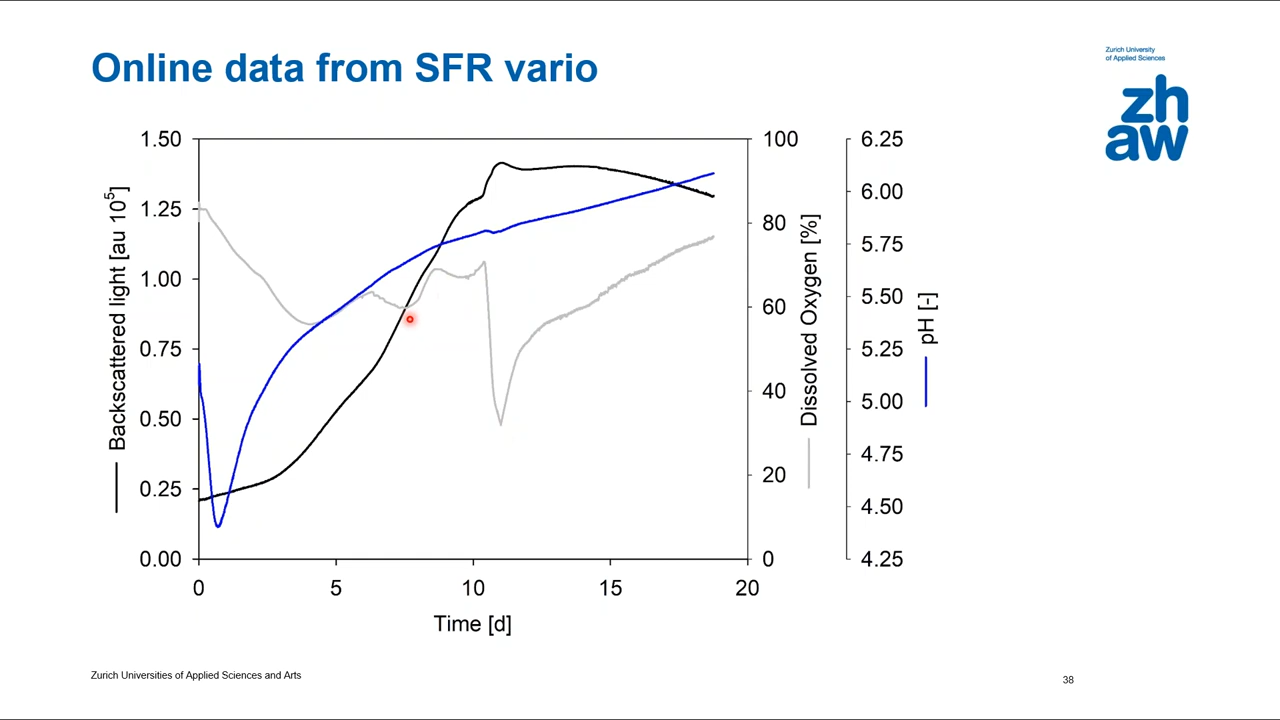 Online data from SFR vario
Zurich University
of Applied Sciences
zh
aw
1.50
1.25
1.00
0.75
0.50
0.25
0.00
Backscattered light [au 10⁵]
100
80
60
40
20
0
Dissolved Oxygen [%]
6.25
6.00
5.75
5.50
5.25
5.00
4.75
4.50
4.25
pH [-]
0 5 10 15 20
Time [d]
Zurich Universities of Applied Sciences and Arts
38